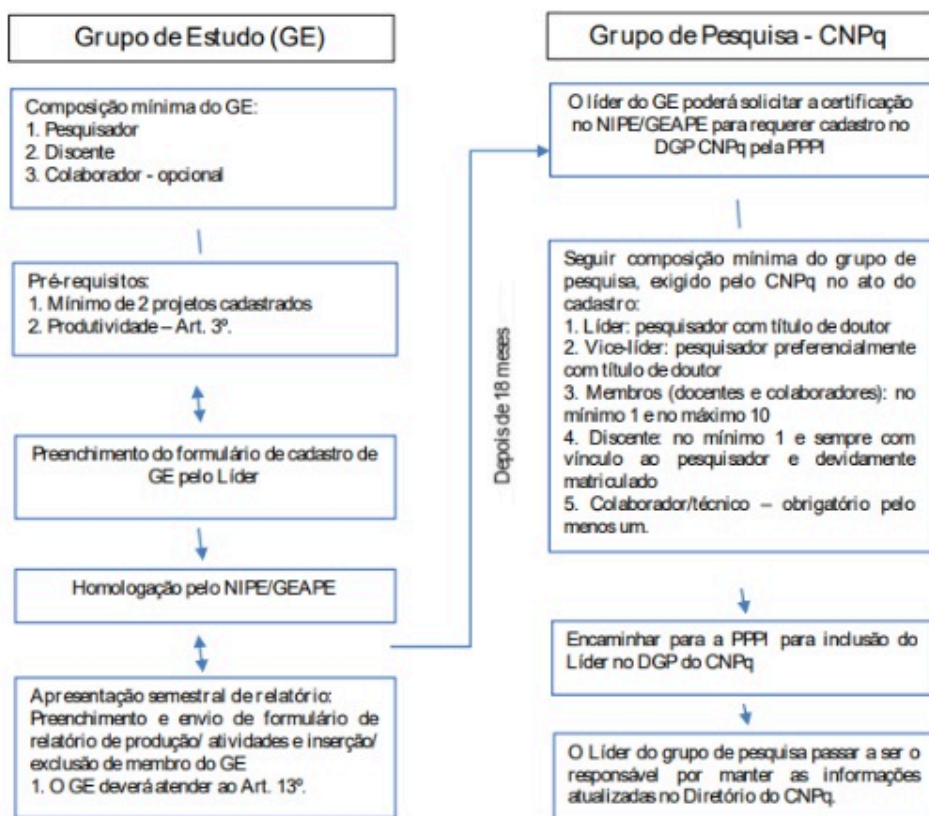 Grupo de Estudo (GE)
Composição mínima do GE:
1. Pesquisador
2. Discente
3. Colaborador - opcional
Pré-requisitos:
1. Mínimo de 2 projetos cadastrados
2. Produtividade – Art. 3º.
Preenchimento do formulário de cadastro de
GE pelo Líder
Homologação pelo NIPE/GEAPE
Apresentação semestral de relatório:
Preenchimento e envio de formulário de
relatório de produção/ atividades e inserção/
exclusão de membro do GE
1. O GE deverá atender ao Art. 13º.
Depois de 18 meses
Grupo de Pesquisa - CNPq
O líder do GE poderá solicitar a certificação
no NIPE/GEAPE para requerer cadastro no
DGP CNPq pela PPPI
Seguir composição mínima do grupo de
pesquisa, exigido pelo CNPq no ato do
cadastro:
1. Líder: pesquisador com título de doutor
2. Vice-líder: pesquisador preferencialmente
com título de doutor
3. Membros (docentes e colaboradores): no
mínimo 1 e no máximo 10
4. Discente: no mínimo 1 e sempre com
vínculo ao pesquisador e devidamente
matriculado
5. Colaborador/técnico – obrigatório pelo
menos um.
Encaminhar para a PPPI para inclusão do
Líder no DGP do CNPq
O Líder do grupo de pesquisa passar a ser o
responsável por manter as informações
atualizadas no Diretório do CNPq.